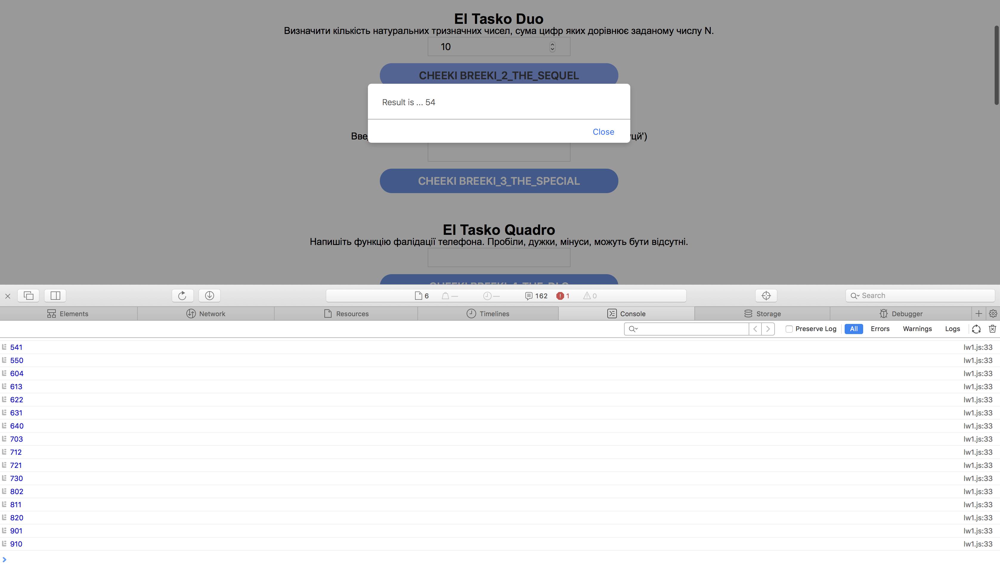 El Tasko Duo
Визначити кількість натуральних тризначних чисел, сума цифр яких дорівнює заданому числу N.
10
CHEEKI BREEKI_2_THE_SEQUEL
Result is ... 54
Close
CHEEKI BREEKI_3_THE_SPECIAL
El Tasko Quadro
Напишіть функцію фалідації телефона. Пробіли, дужки, мінуси, можуть бути відсутні.
6 — — 162 1 0
Search
Elements Network Resources Timelines Console Storage Debugger
Preserve Log All Errors Warnings Logs
541 lw1.js:33
550 lw1.js:33
604 lw1.js:33
613 lw1.js:33
622 lw1.js:33
631 lw1.js:33
640 lw1.js:33
703 lw1.js:33
712 lw1.js:33
721 lw1.js:33
730 lw1.js:33
802 lw1.js:33
811 lw1.js:33
820 lw1.js:33
901 lw1.js:33
910 lw1.js:33